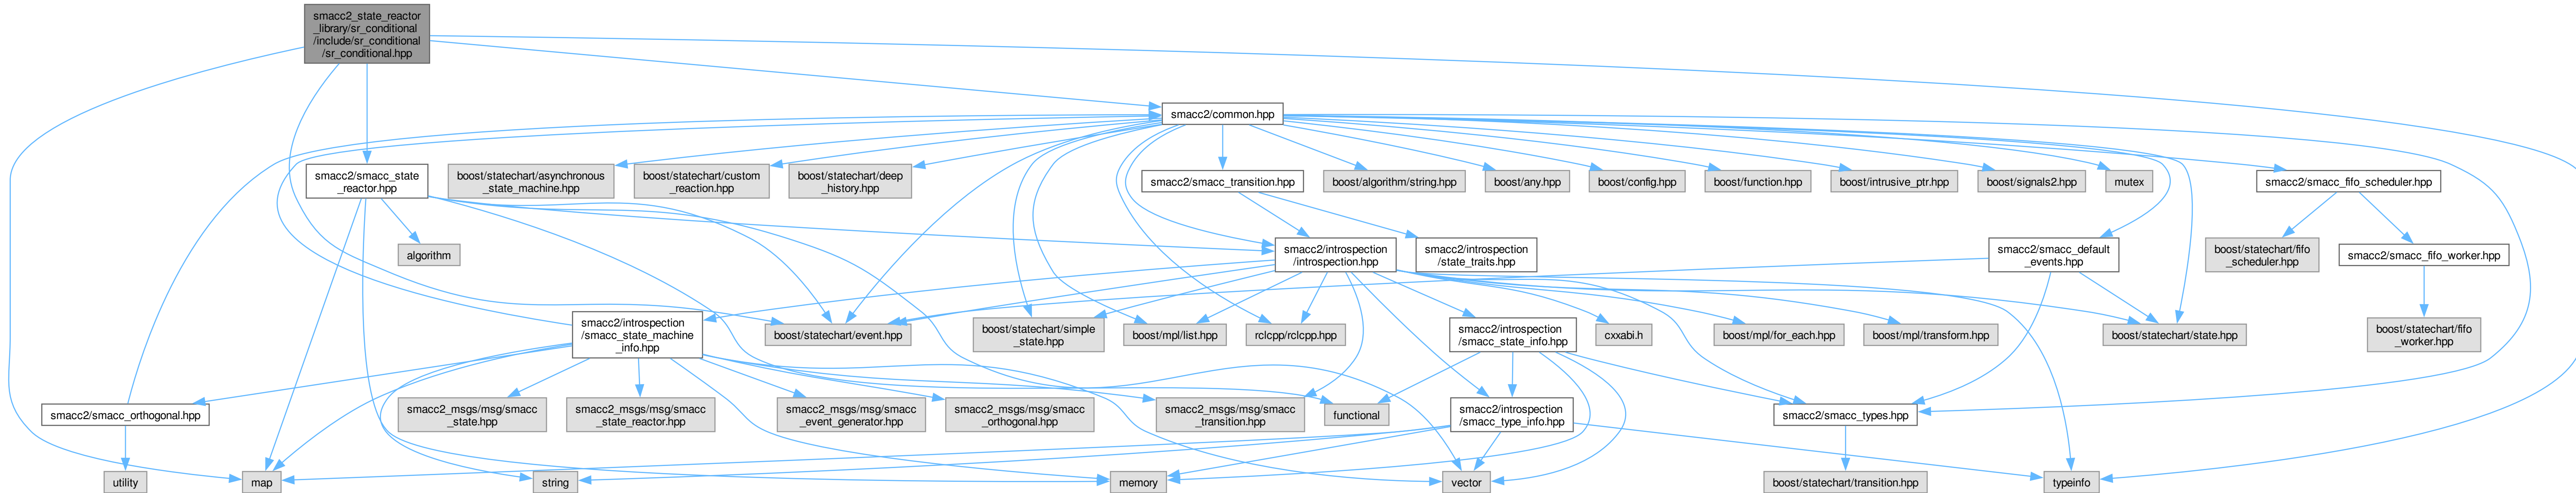 smacc2_state_reactor
_library/sr_conditional
/include/sr_conditional
/sr_conditional.hpp
smacc2/common.hpp
smacc2/smacc_state
_reactor.hpp
boost/statechart/asynchronous
_state_machine.hpp
boost/statechart/custom
_reaction.hpp
boost/statechart/deep
_history.hpp
smacc2/smacc_transition.hpp
boost/algorithm/string.hpp
boost/any.hpp
boost/config.hpp
boost/function.hpp
boost/intrusive_ptr.hpp
boost/signals2.hpp
mutex
smacc2/smacc_fifo_scheduler.hpp
algorithm
smacc2/introspection
/introspection.hpp
smacc2/introspection
/state_traits.hpp
smacc2/smacc_default
_events.hpp
boost/statechart/fifo
_scheduler.hpp
smacc2/smacc_fifo_worker.hpp
smacc2/introspection
/smacc_state_machine
_info.hpp
boost/statechart/event.hpp
boost/statechart/simple
_state.hpp
boost/mpl/list.hpp
rclcpp/rclcpp.hpp
smacc2/introspection
/smacc_state_info.hpp
cxxabi.h
boost/mpl/for_each.hpp
boost/mpl/transform.hpp
boost/statechart/state.hpp
boost/statechart/fifo
_worker.hpp
smacc2/smacc_orthogonal.hpp
smacc2_msgs/msg/smacc
_state.hpp
smacc2_msgs/msg/smacc
_state_reactor.hpp
smacc2_msgs/msg/smacc
_event_generator.hpp
smacc2_msgs/msg/smacc
_orthogonal.hpp
smacc2_msgs/msg/smacc
_transition.hpp
functional
smacc2/introspection
/smacc_type_info.hpp
smacc2/smacc_types.hpp
utility
map
string
memory
vector
boost/statechart/transition.hpp
typeinfo